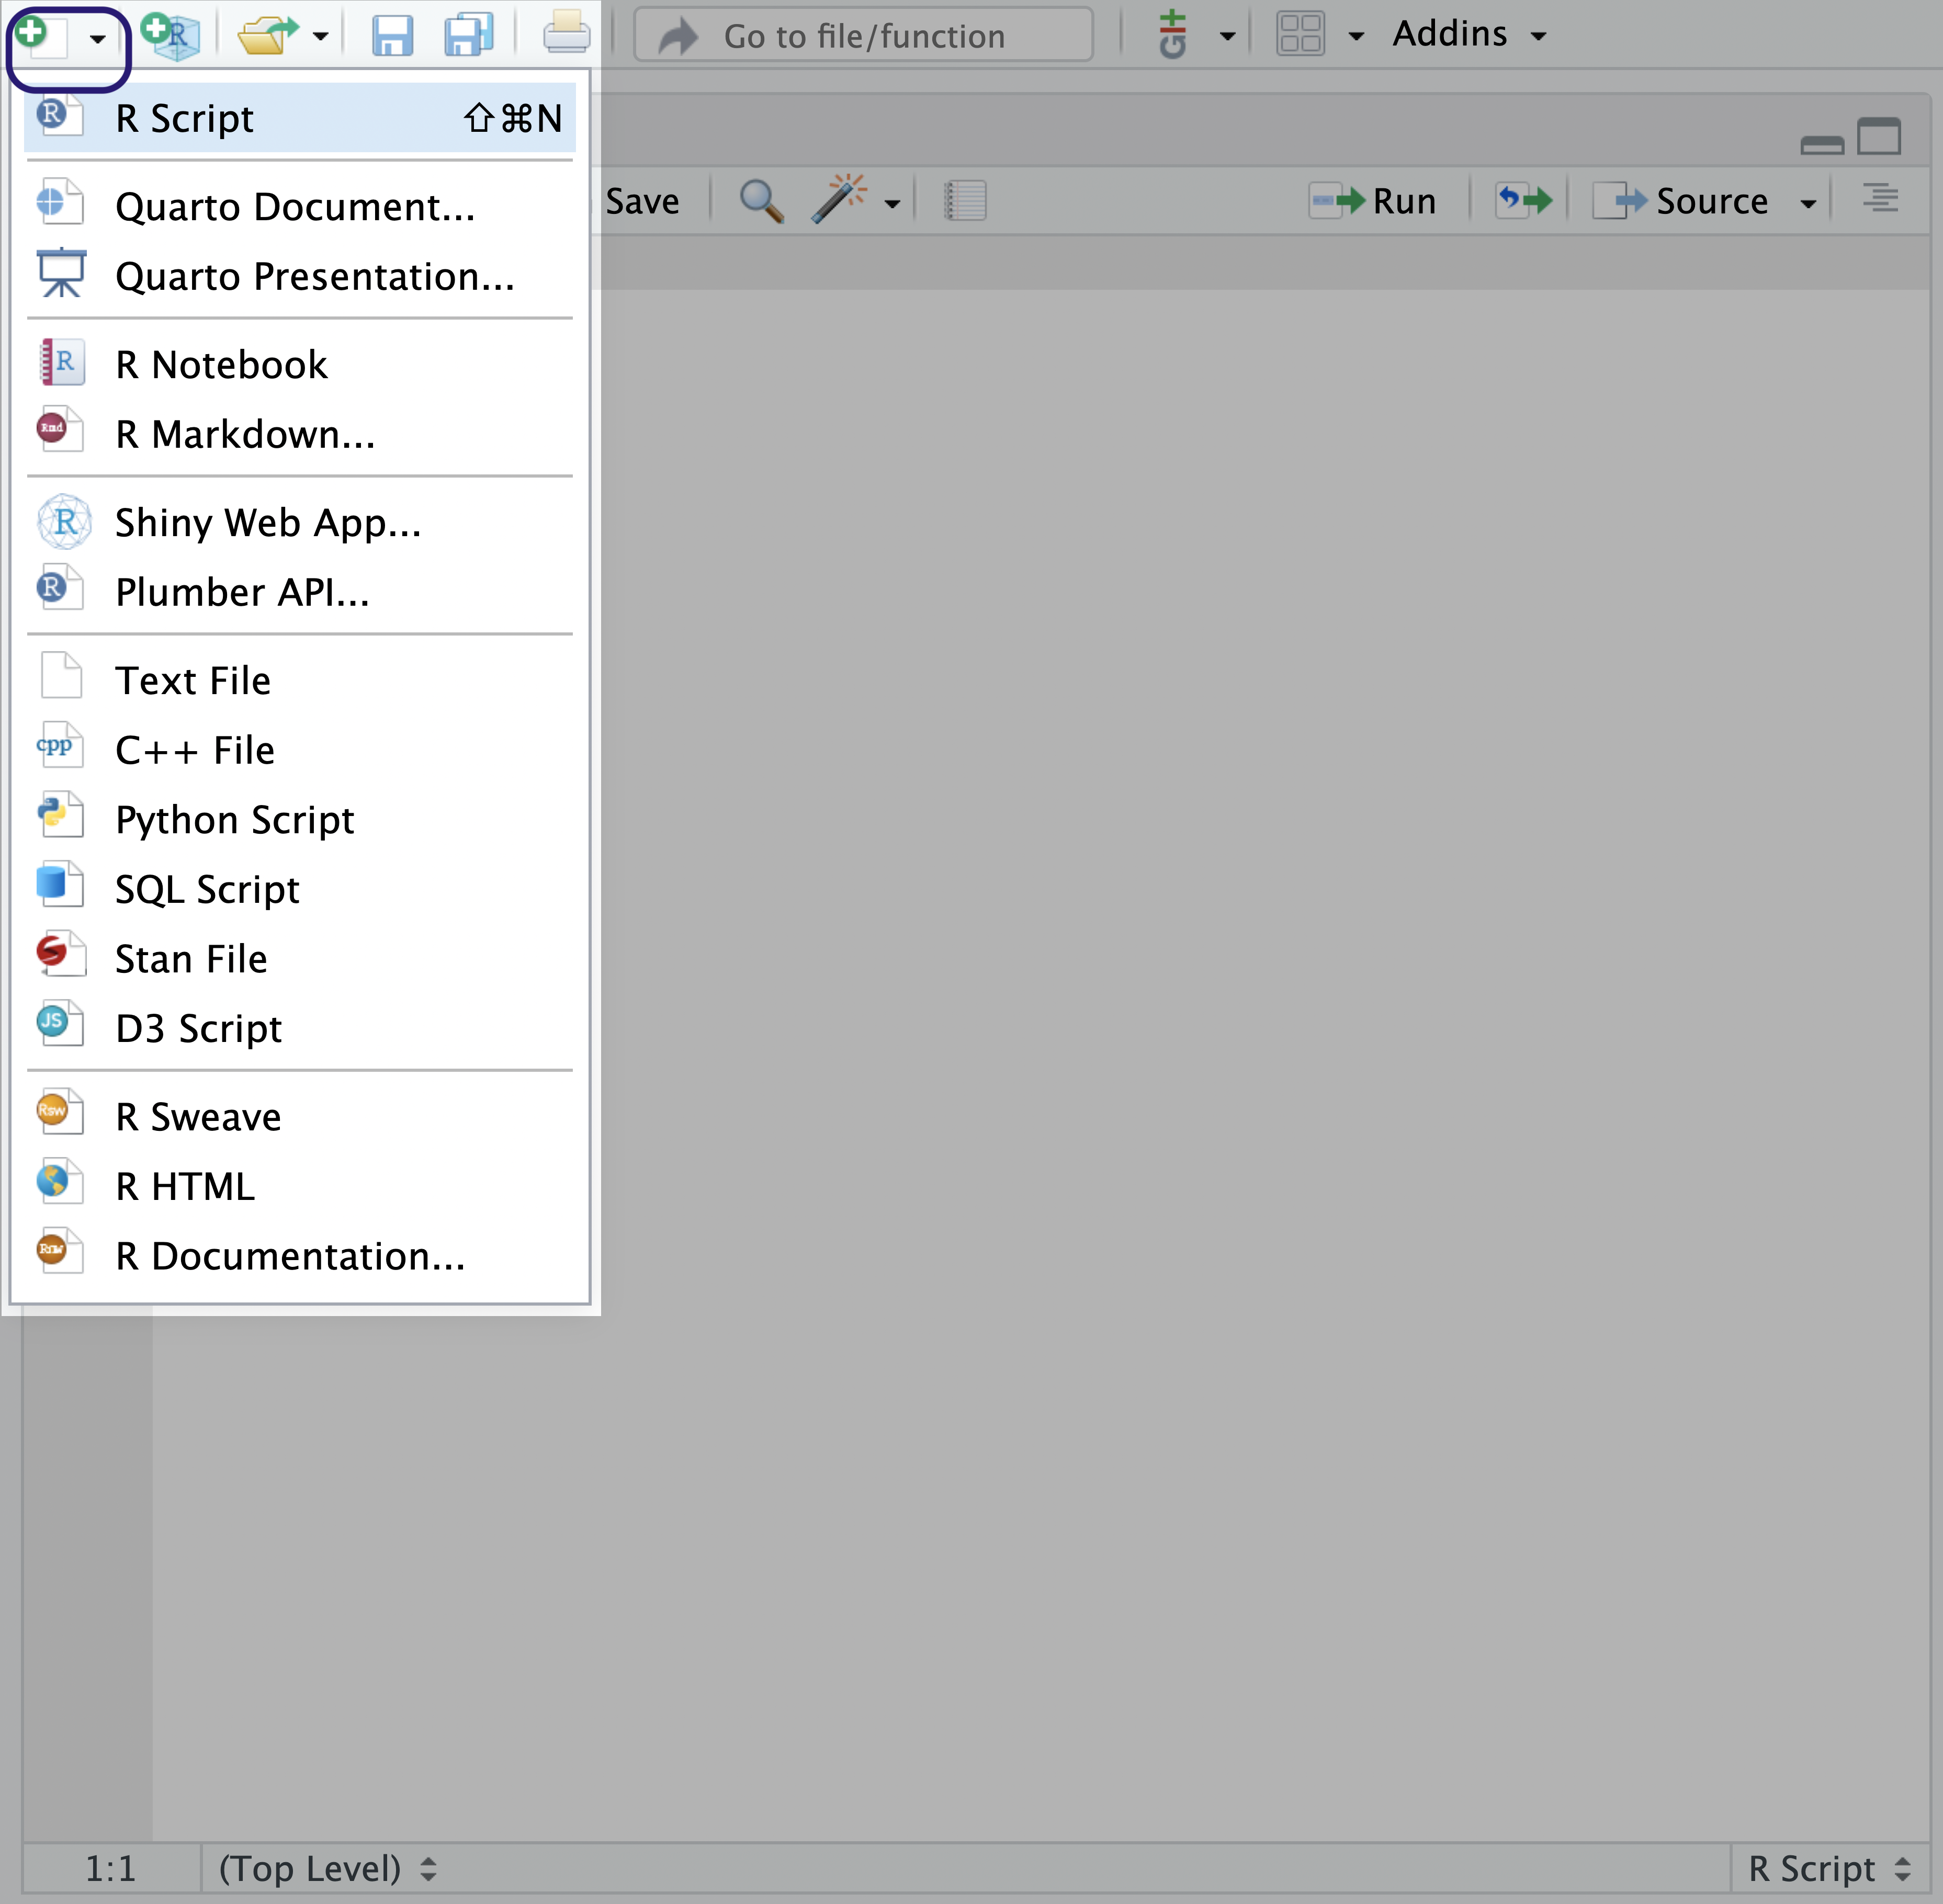 Go to file/function
Addins
R Script ⇧⌘N
Save
Run
Source
Quarto Document...
Quarto Presentation...
R Notebook
R Markdown...
Shiny Web App...
Plumber API...
Text File
C++ File
Python Script
SQL Script
Stan File
D3 Script
R Sweave
R HTML
R Documentation...
1:1 (Top Level) R Script